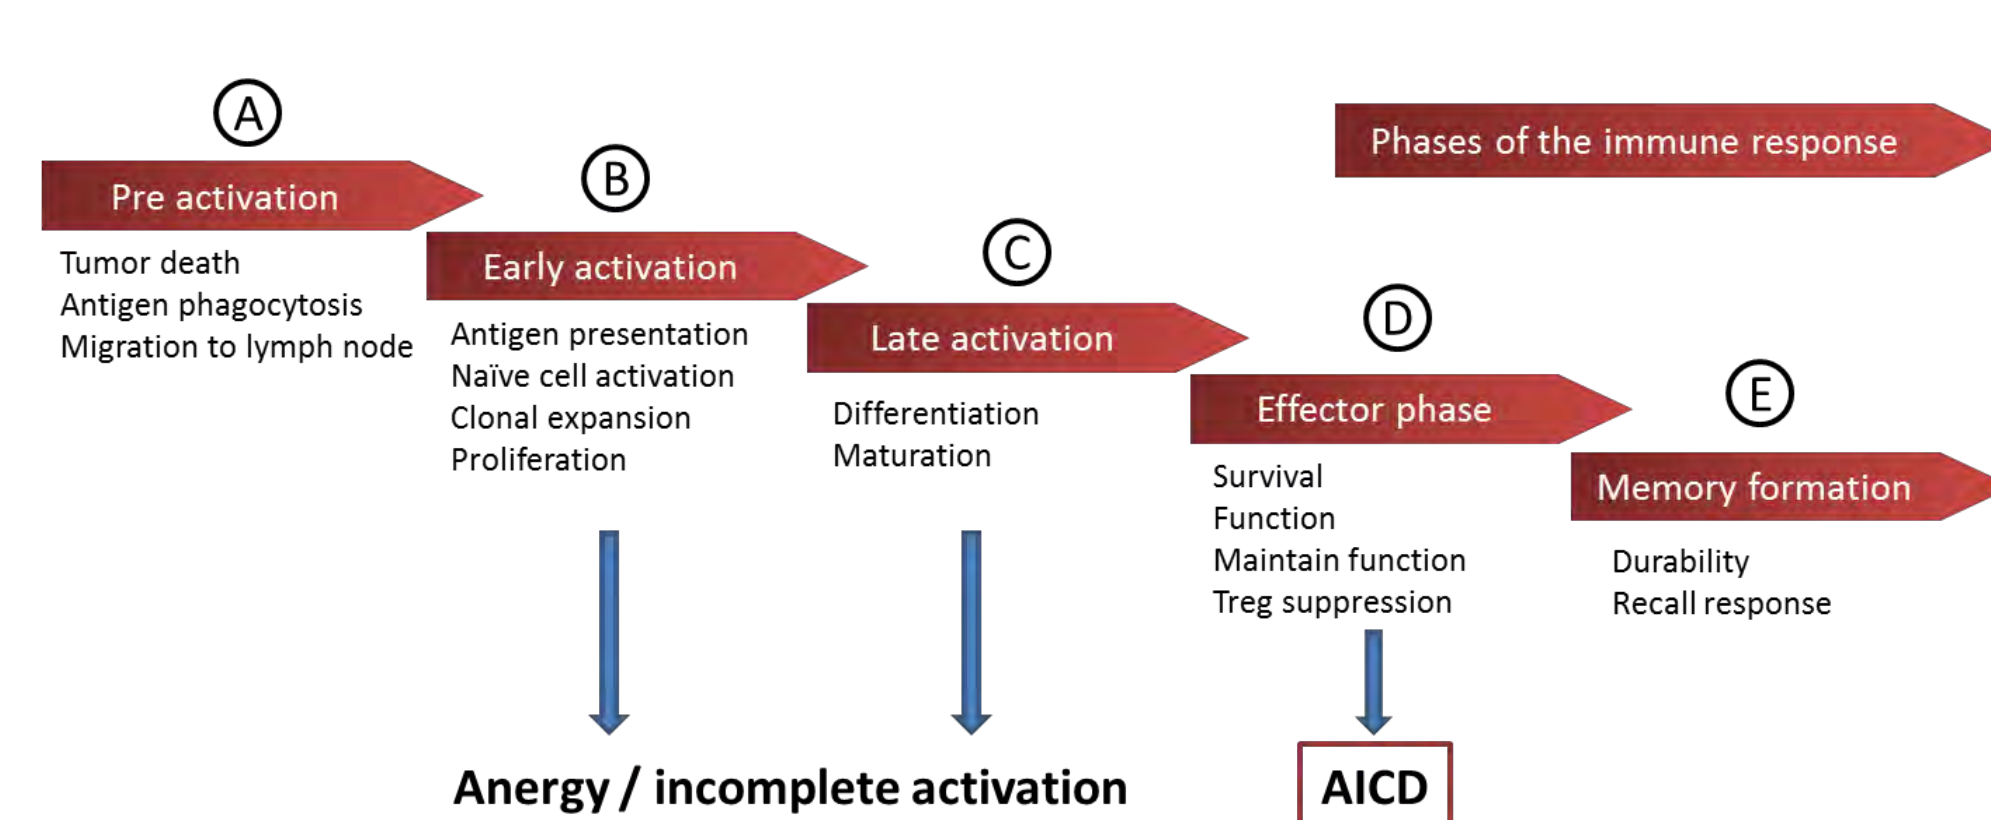 A
Pre activation
Tumor death
Antigen phagocytosis
Migration to lymph node
B
Early activation
Antigen presentation
Naïve cell activation
Clonal expansion
Proliferation
C
Late activation
Differentiation
Maturation
Phases of the immune response
D
Effector phase
Survival
Function
Maintain function
Treg suppression
E
Memory formation
Durability
Recall response
Anergy / incomplete activation
AICD